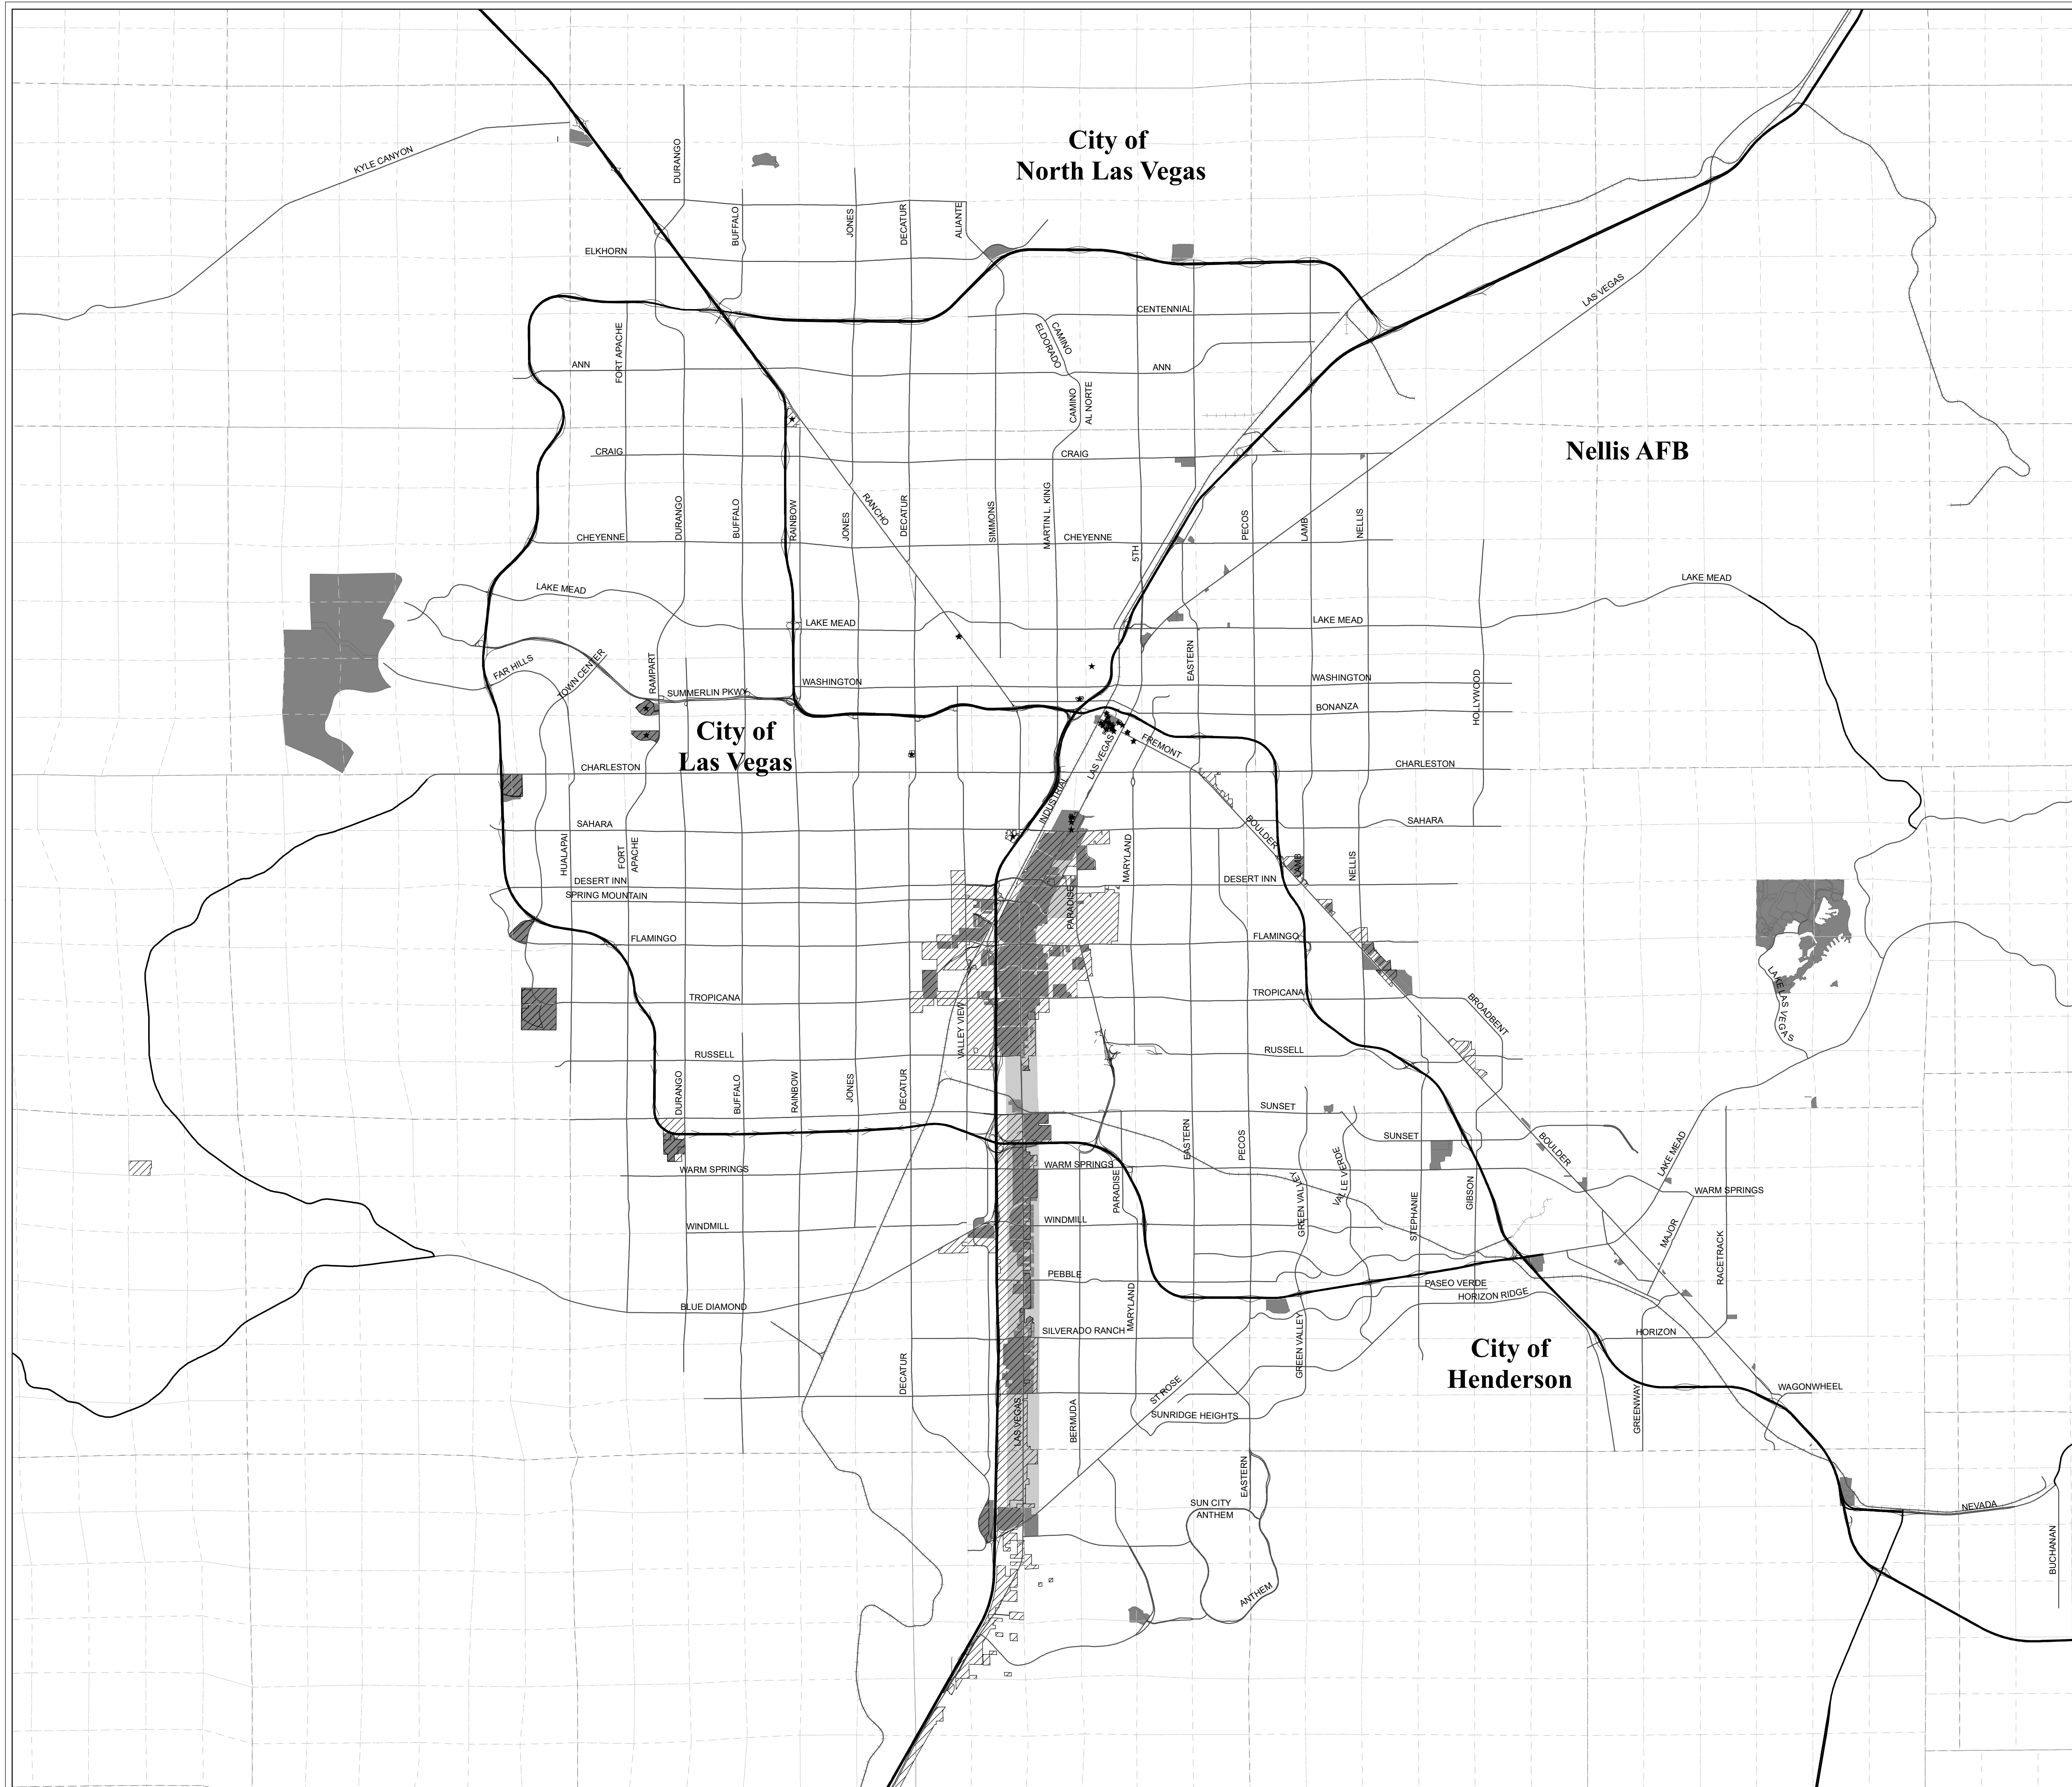 City of
North Las Vegas
KYLE CANYON
DURANGO
BUFFALO
JONES
DECATUR
ALIANTE
ELKHORN
LAS VEGAS
CENTENNIAL
FORT APACHE
CAMINO
ELDORADO
ANN
ANN
CAMINO
AL NORTE
Nellis AFB
CRAIG
CRAIG
RANCHO
DURANGO
BUFFALO
RAINBOW
JONES
DECATUR
SIMMONS
MARTIN L. KING
PECOS
LAMB
NELLIS
CHEYENNE
CHEYENNE
5TH
LAKE MEAD
LAKE MEAD
LAKE MEAD
LAKE MEAD
FAR HILLS
TOWN CENTER
RAMPART
EASTERN
SUMMERLIN PKWY
WASHINGTON
WASHINGTON
HOLLYWOOD
BONANZA
City of
Las Vegas
FREMONT
LAS VEGAS
CHARLESTON
CHARLESTON
INDUSTRIAL
SAHARA
BOULDER
SAHARA
HUALAPAI
FORT
APACHE
MARYLAND
LAMB
NELLIS
DESERT INN
DESERT INN
SPRING MOUNTAIN
PARADISE
FLAMINGO
FLAMINGO
LAKE LAS VEGAS
TROPICANA
TROPICANA
BROADBENT
VALLEY VIEW
RUSSELL
RUSSELL
DURANGO
BUFFALO
RAINBOW
JONES
DECATUR
SUNSET
SUNSET
EASTERN
PECOS
BOULDER
LAKE MEAD
WARM SPRINGS
WARM SPRINGS
PARADISE
GREEN VALLEY
VALLE VERDE
STEPHANIE
GIBSON
WARM SPRINGS
WINDMILL
WINDMILL
MAJOR
RACETRACK
PEBBLE
PASEO VERDE
HORIZON RIDGE
BLUE DIAMOND
MARYLAND
SILVERADO RANCH
GREEN VALLEY
HORIZON
City of
Henderson
DECATUR
ST ROSE
WAGONWHEEL
LAS VEGAS
BERMUDA
SUNRIDGE HEIGHTS
GREENWAY
EASTERN
SUN CITY
ANTHEM
NEVADA
BUCHANAN
ANTHEM